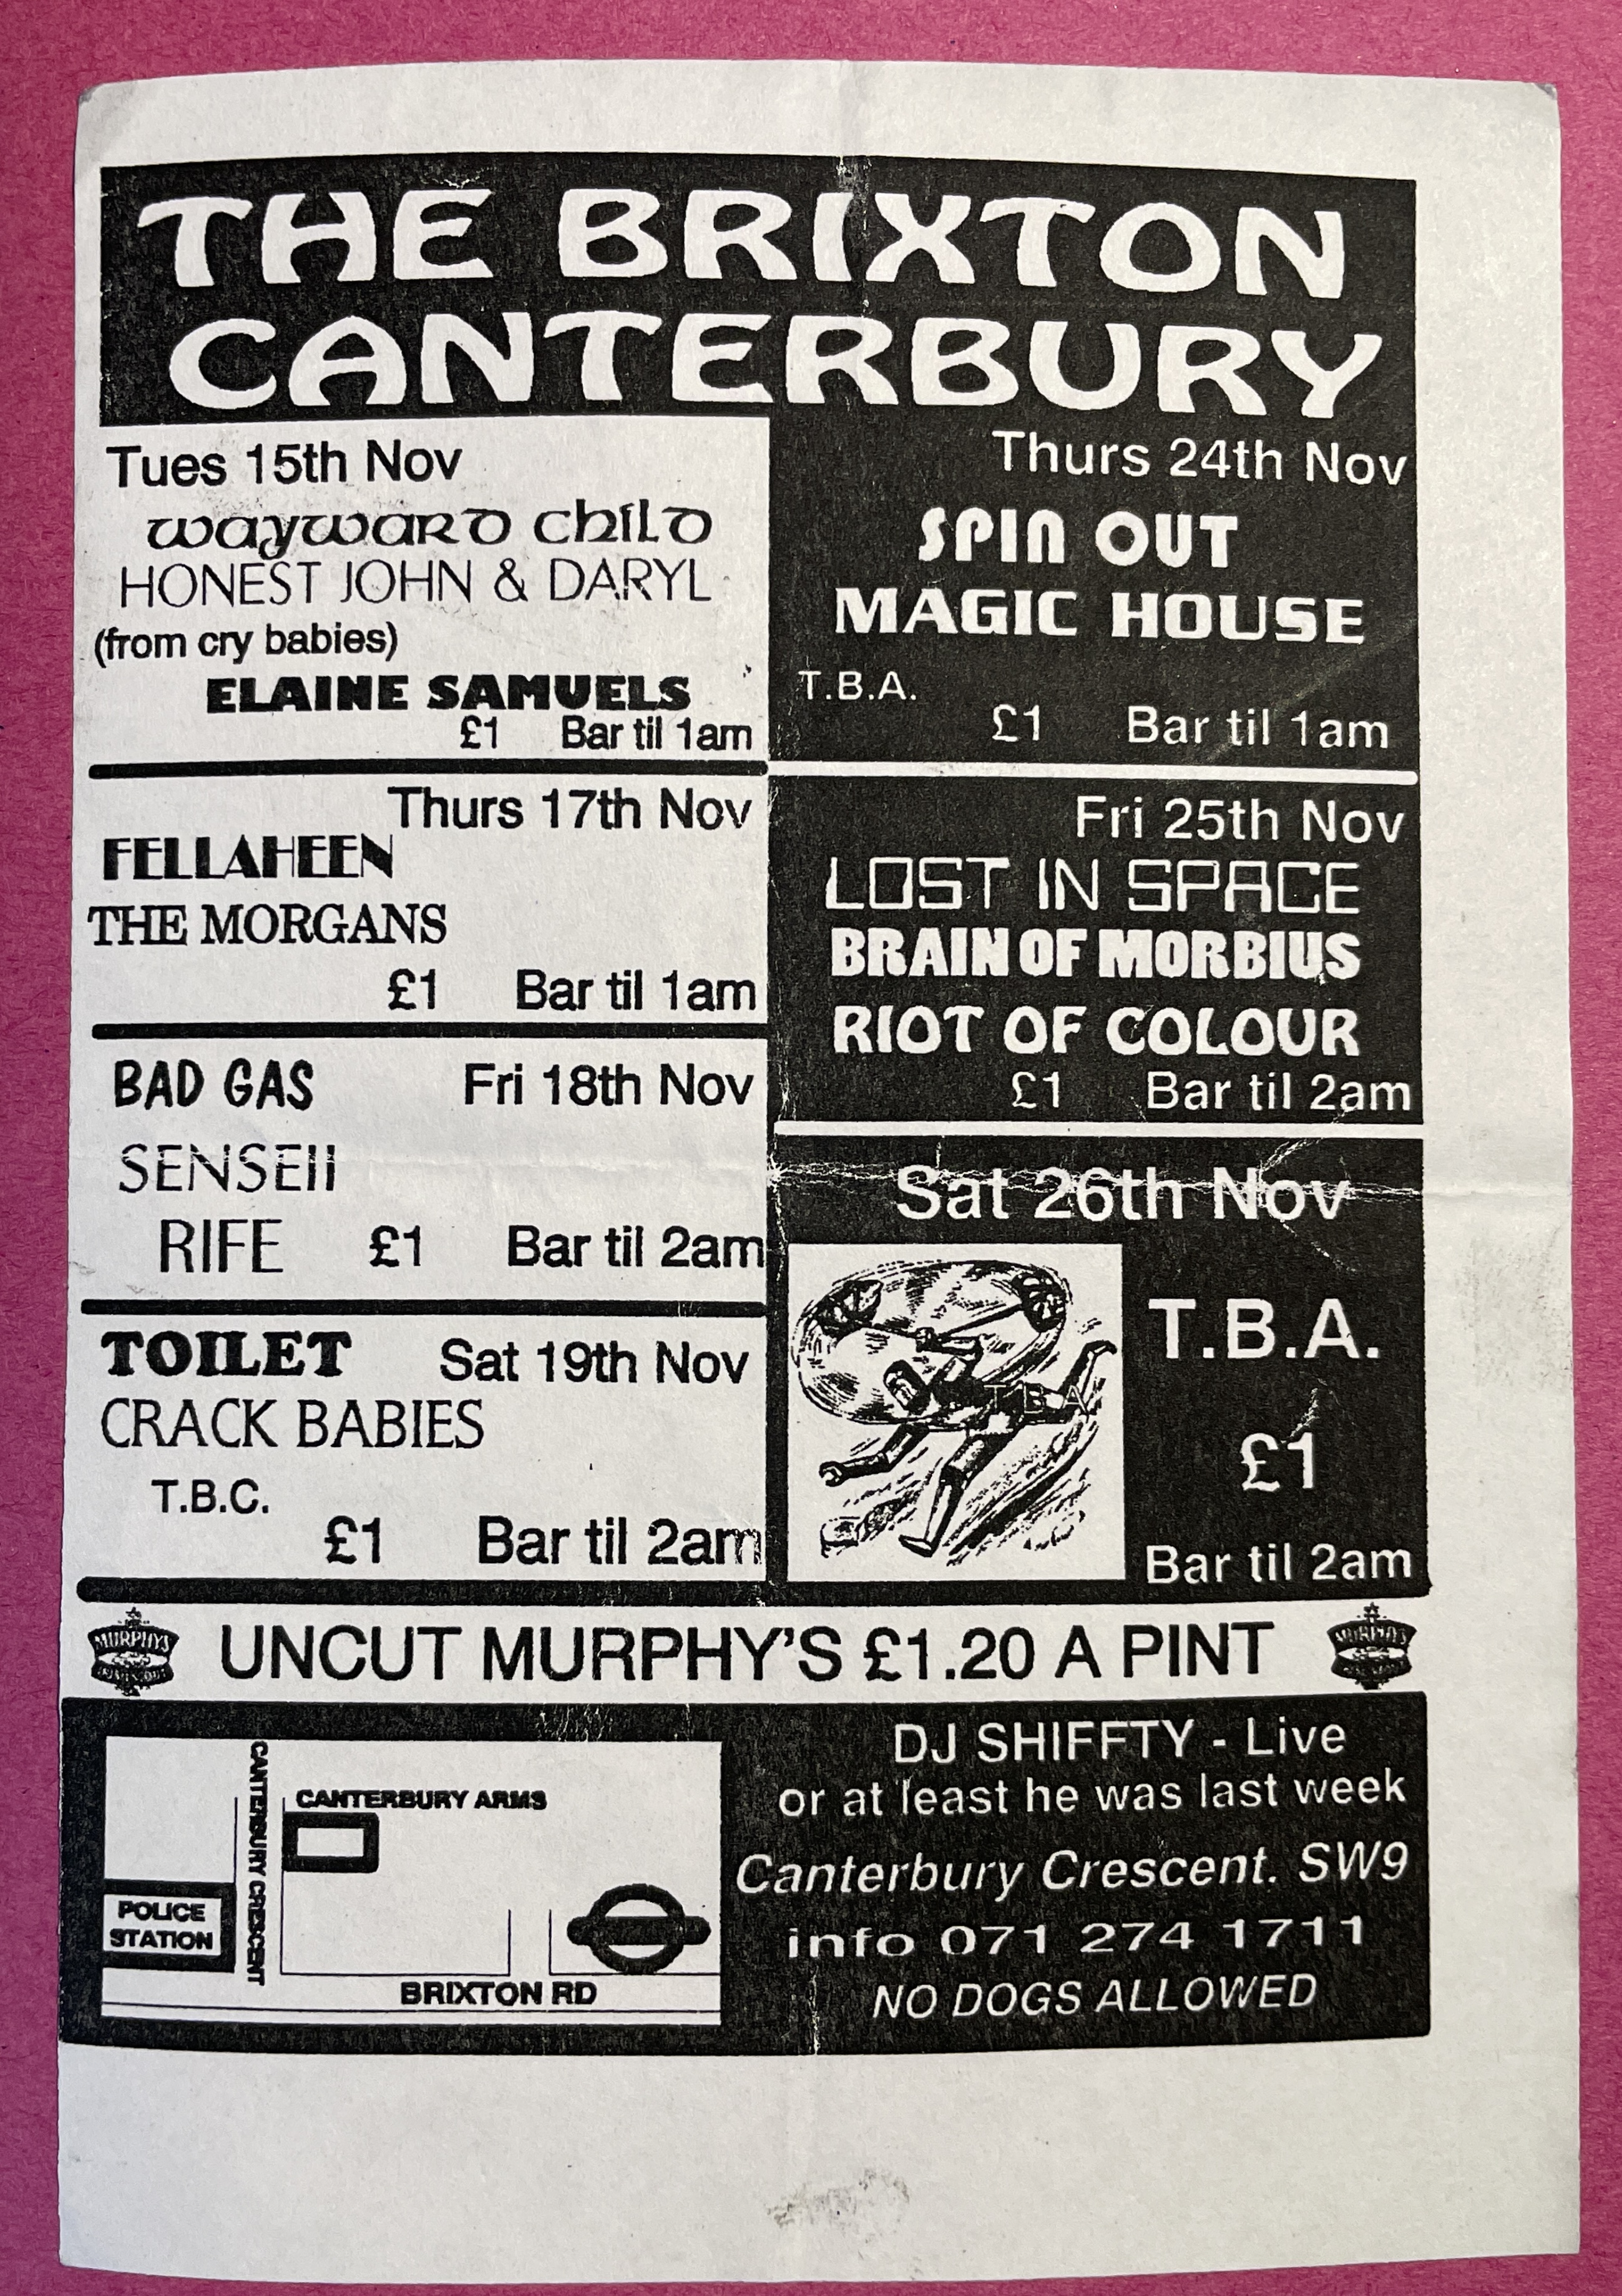 THE BRIXTON
CANTERBURY
Tues 15th Nov
wayward child
HONEST JOHN & DARYL
(from cry babies)
ELAINE SAMUELS
£1 Bar til 1am
Thurs 17th Nov
FELLAHEEN
THE MORGANS
£1 Bar til 1am
BAD GAS Fri 18th Nov
SENSEII
RIFE £1 Bar til 2am
TOILET Sat 19th Nov
CRACK BABIES
T.B.C.
£1 Bar til 2am
Thurs 24th Nov
SPIN OUT
MAGIC HOUSE
T.B.A.
£1 Bar til 1am
Fri 25th Nov
LOST IN SPACE
BRAIN OF MORBIUS
RIOT OF COLOUR
£1 Bar til 2am
Sat 26th Nov
T.B.A.
£1
Bar til 2am
MURPHYS
UNCUT MURPHY'S £1.20 A PINT
MURPHYS
CANTERBURY ARMS
CANTERBURY CRESCENT
POLICE
STATION
BRIXTON RD
DJ SHIFFTY - Live
or at least he was last week
Canterbury Crescent. SW9
info 071 274 1711
NO DOGS ALLOWED